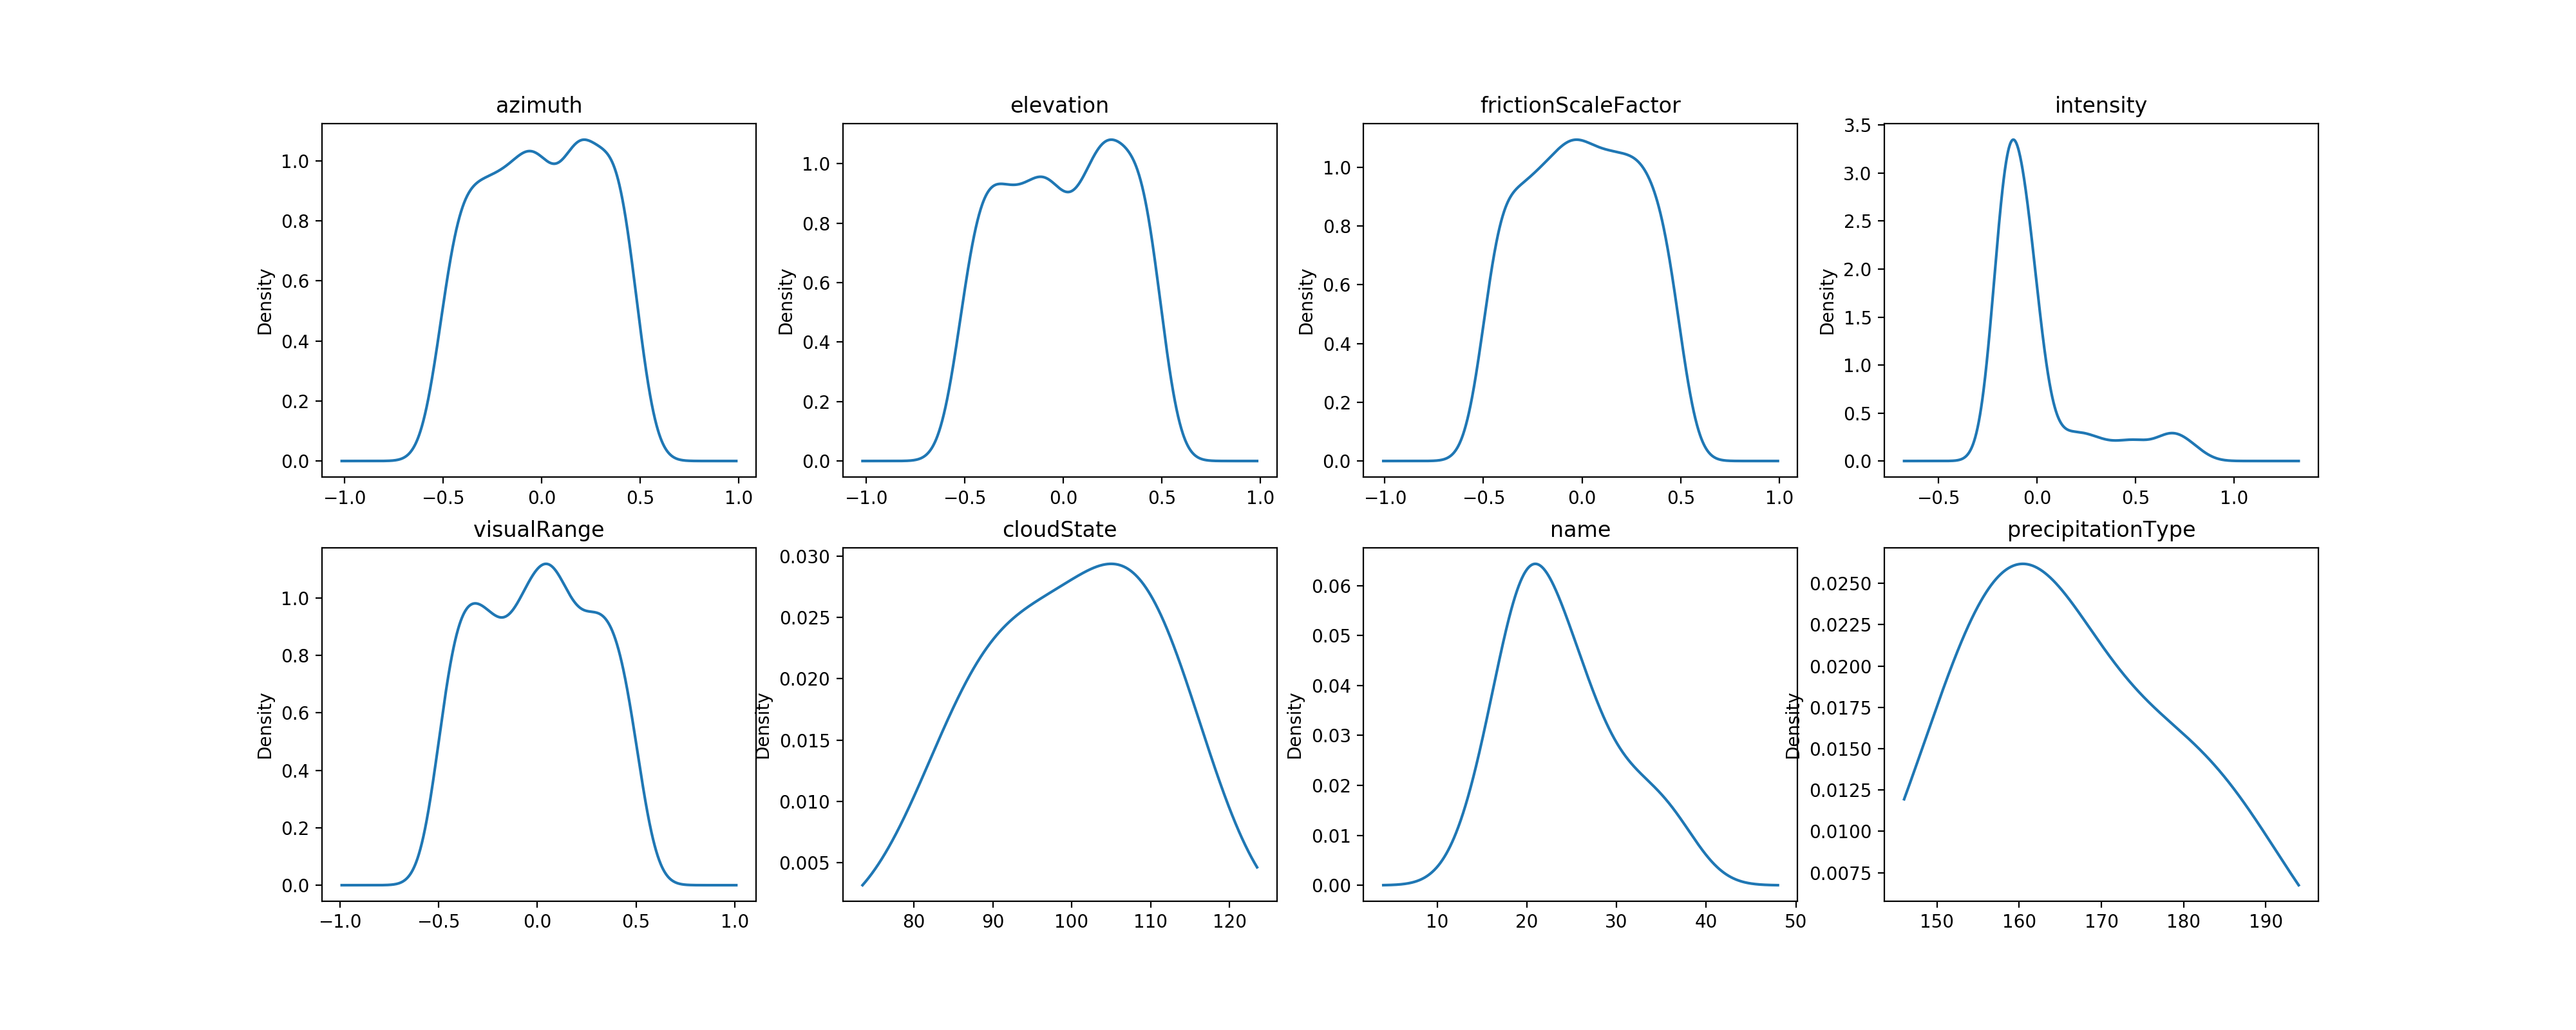 azimuth
Density
1.0
0.8
0.6
0.4
0.2
0.0
−1.0 −0.5 0.0 0.5 1.0
elevation
Density
1.0
0.8
0.6
0.4
0.2
0.0
−1.0 −0.5 0.0 0.5 1.0
frictionScaleFactor
Density
1.0
0.8
0.6
0.4
0.2
0.0
−1.0 −0.5 0.0 0.5 1.0
intensity
Density
3.5
3.0
2.5
2.0
1.5
1.0
0.5
0.0
−0.5 0.0 0.5 1.0
visualRange
Density
1.0
0.8
0.6
0.4
0.2
0.0
−1.0 −0.5 0.0 0.5 1.0
cloudState
Density
0.030
0.025
0.020
0.015
0.010
0.005
80 90 100 110 120
name
Density
0.06
0.05
0.04
0.03
0.02
0.01
0.00
10 20 30 40 50
precipitationType
Density
0.0250
0.0225
0.0200
0.0175
0.0150
0.0125
0.0100
0.0075
150 160 170 180 190